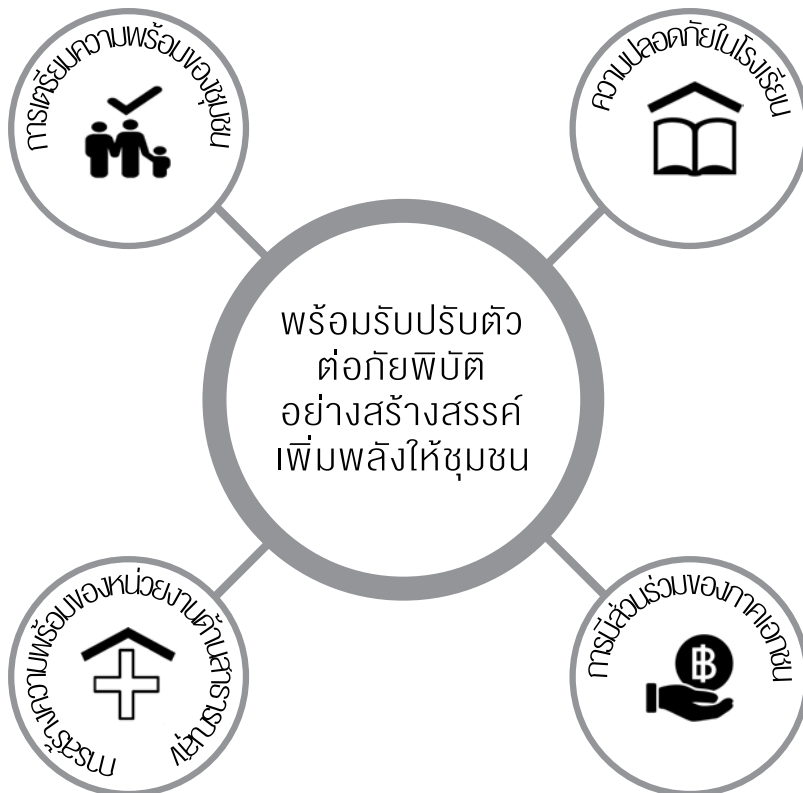 การเตรียมความพร้อมของชุมชน
ความปลอดภัยในโรงเรียน
พร้อมรับปรับตัว
ต่อภัยพิบัติ
อย่างสร้างสรรค์
เพิ่มพลังให้ชุมชน
การสร้างความพร้อมของหน่วยงานด้านสาธารณสุข
การมีส่วนร่วมของภาคเอกชน